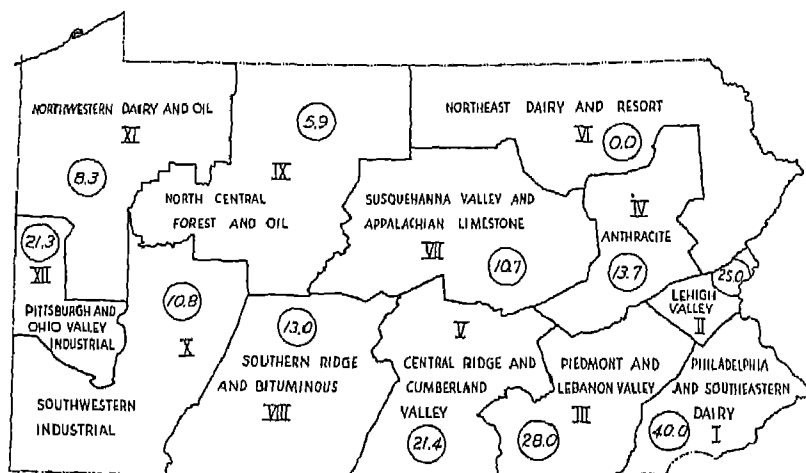 NORTHWESTERN DAIRY AND OIL
XI
8.3
5.9
IX
NORTH CENTRAL
FOREST AND OIL
NORTHEAST DAIRY AND RESORT
VI
0.0
SUSQUEHANNA VALLEY AND
APPALACHIAN LIMESTONE
VII
10.7
IV
ANTHRACITE
13.7
25.0
LEHIGH
VALLEY
II
21.3
XII
PITTSBURGH AND
OHIO VALLEY
INDUSTRIAL
10.8
X
SOUTHWESTERN
INDUSTRIAL
13.0
SOUTHERN RIDGE
AND BITUMINOUS
VIII
V
CENTRAL RIDGE AND
CUMBERLAND
VALLEY
21.4
PIEDMONT AND
LEBANON VALLEY
III
28.0
PHILADELPHIA
AND SOUTHEASTERN
DAIRY
I
40.0